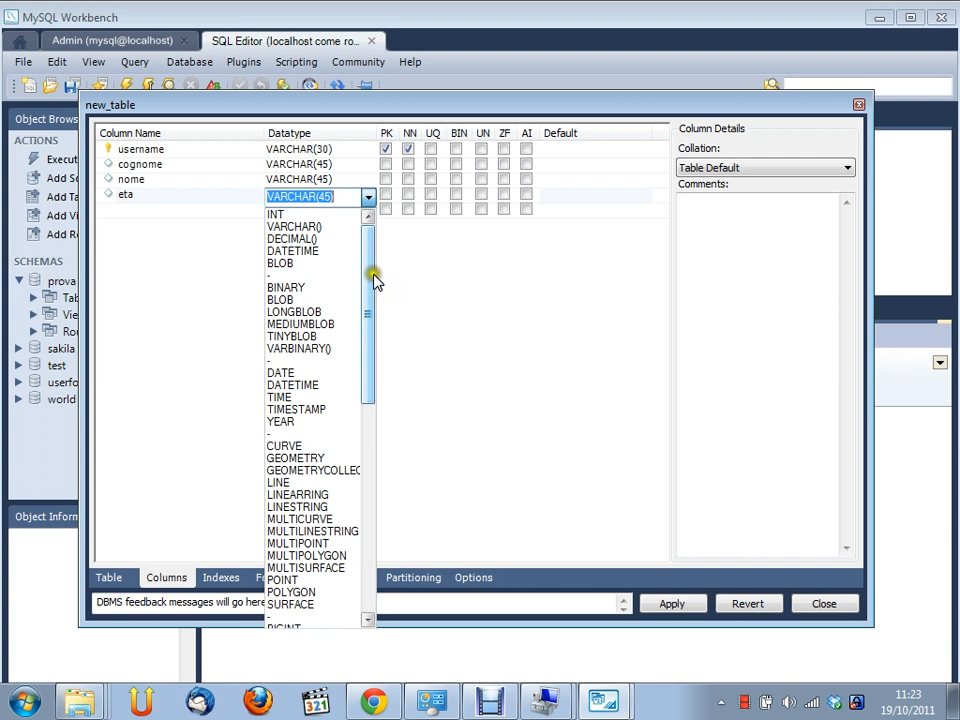 MySQL Workbench
Admin (mysql@localhost)
SQL Editor (localhost come ro...
File Edit View Query Database Plugins Scripting Community Help
new_table
Object Brows
ACTIONS
Execut
Add Sc
Add Ta
Add Vi
Add Ro
SCHEMAS
prova
Tab
View
Rou
sakila
test
userfo
world
Object Inform
Column Name Datatype PK NN UQ BIN UN ZF AI Default
username VARCHAR(30)
cognome VARCHAR(45)
nome VARCHAR(45)
eta VARCHAR(45)
INT
VARCHAR()
DECIMAL()
DATETIME
BLOB
-
BINARY
BLOB
LONGBLOB
MEDIUMBLOB
TINYBLOB
VARBINARY()
-
DATE
DATETIME
TIME
TIMESTAMP
YEAR
-
CURVE
GEOMETRY
GEOMETRYCOLLEC
LINE
LINEARRING
LINESTRING
MULTICURVE
MULTILINESTRING
MULTIPOINT
MULTIPOLYGON
MULTISURFACE
POINT
POLYGON
SURFACE
-
BIGINT
Column Details
Collation:
Table Default
Comments:
Table Columns Indexes Fo Partitioning Options
DBMS feedback messages will go here
Apply Revert Close
321
11:23
19/10/2011